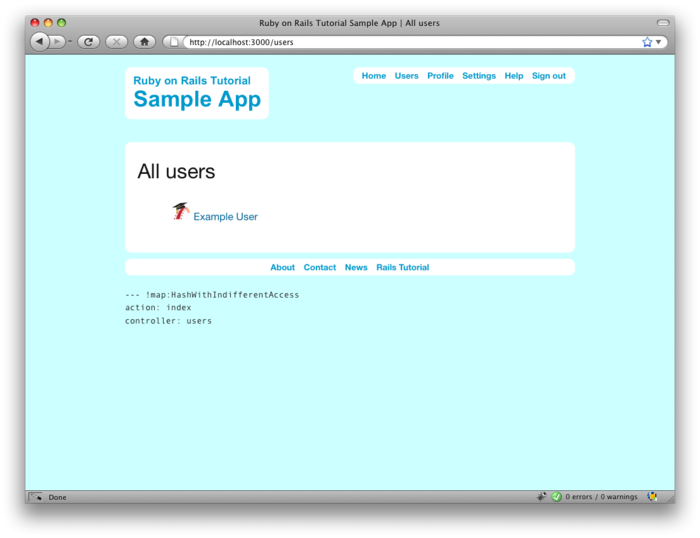 Ruby on Rails Tutorial Sample App | All users
http://localhost:3000/users
Ruby on Rails Tutorial
Sample App
Home Users Profile Settings Help Sign out
All users
Example User
About Contact News Rails Tutorial
--- !map:HashWithIndifferentAccess
action: index
controller: users
Done
0 errors / 0 warnings